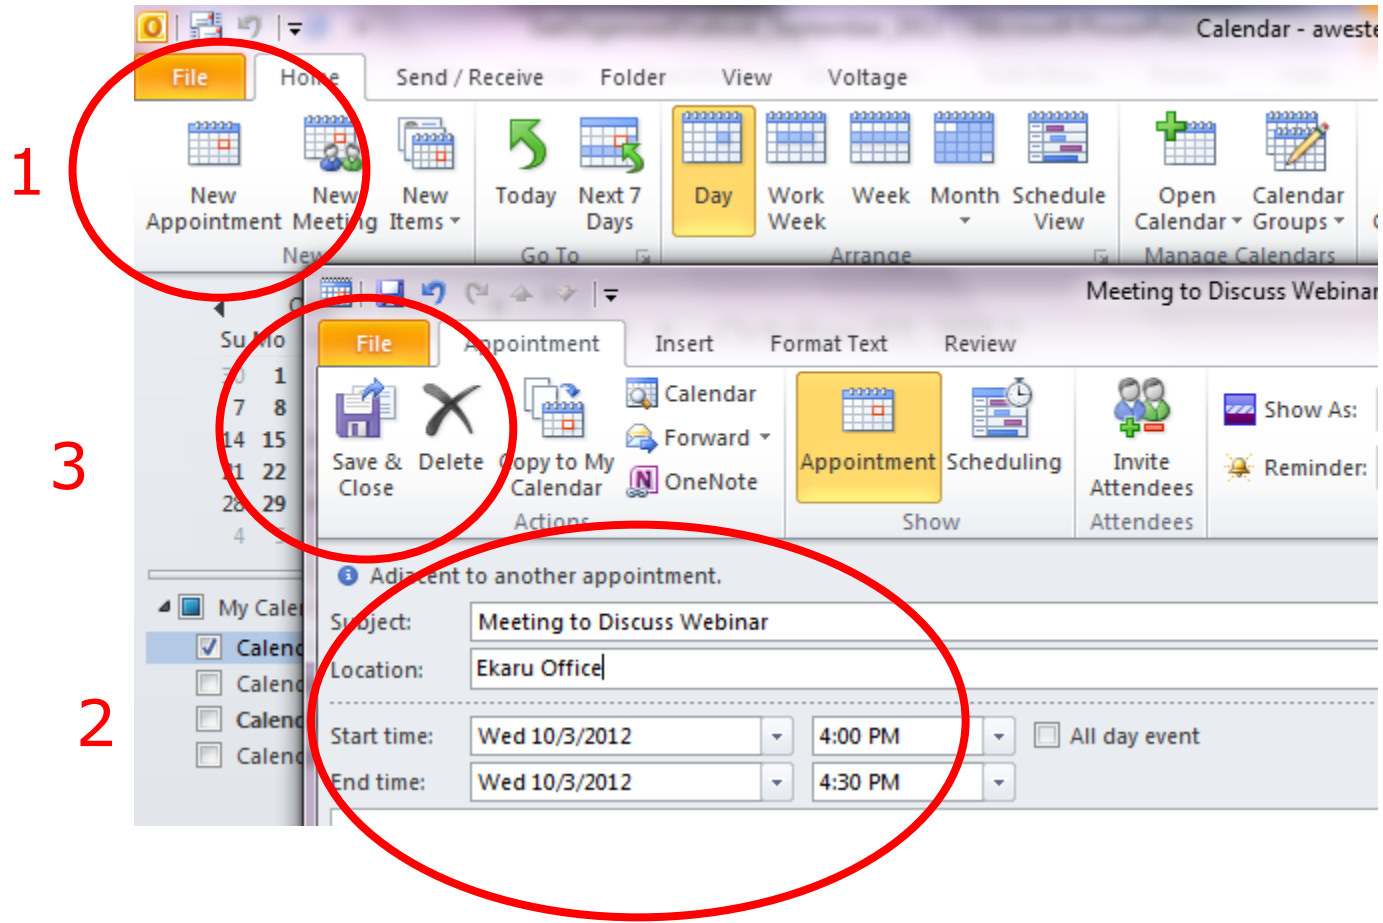 Calendar - aweste
File Home Send / Receive Folder View Voltage
1
New Appointment
New Meeting
New Items
Today
Next 7 Days
Day
Work Week
Week
Month
Schedule View
Open Calendar
Calendar Groups
New
Go To
Arrange
Manage Calendars
Meeting to Discuss Webinar
Su Mo
30 1
7 8
14 15
21 22
28 29
4 5
File Appointment Insert Format Text Review
3
Save & Close
Delete
Copy to My Calendar
Calendar
Forward
OneNote
Appointment
Scheduling
Invite Attendees
Show As:
Reminder:
Actions
Show
Attendees
Adjacent to another appointment.
My Calen
Calend
Calend
Calend
Calend
2
Subject: Meeting to Discuss Webinar
Location: Ekaru Office
Start time: Wed 10/3/2012 4:00 PM All day event
End time: Wed 10/3/2012 4:30 PM